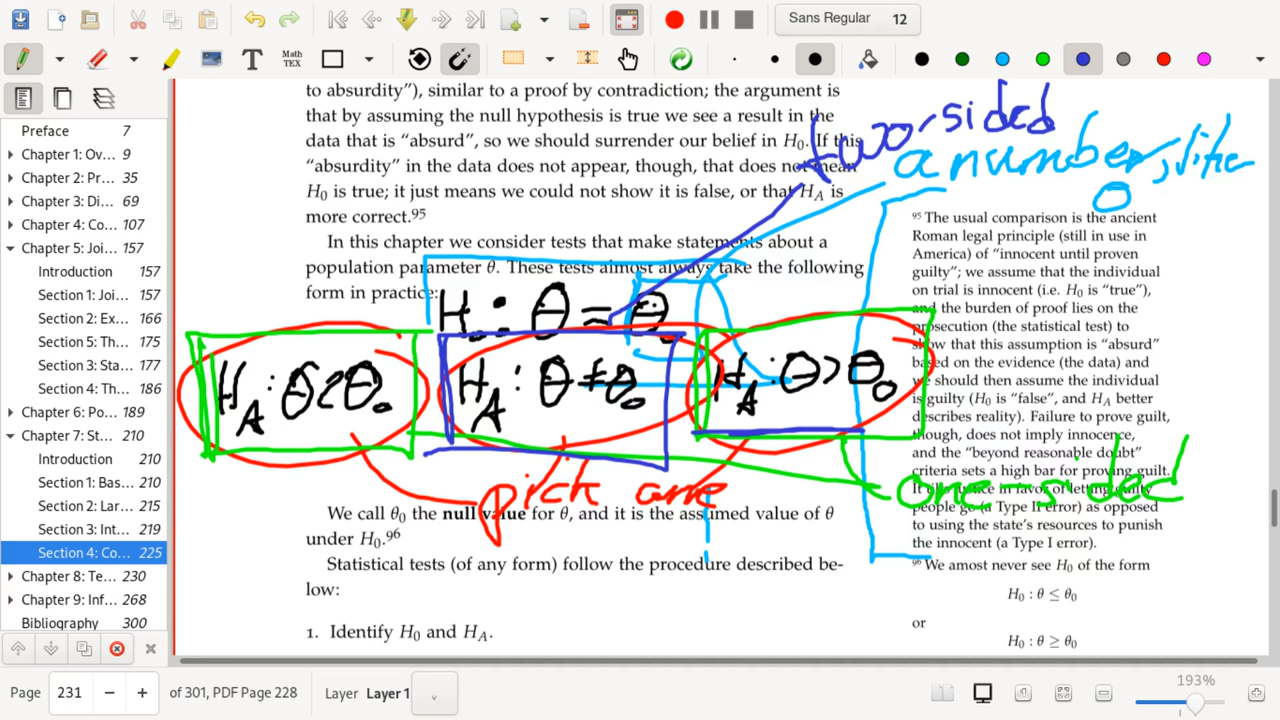 Sans Regular 12
T Math TEX
Preface 7
Chapter 1: Ov... 9
Chapter 2: Pr... 35
Chapter 3: Di... 69
Chapter 4: Co... 107
Chapter 5: Joi... 157
Introduction 157
Section 1: Joi... 157
Section 2: Ex... 166
Section 5: Th... 175
Section 3: Sta... 177
Section 4: Th... 186
Chapter 6: Po... 189
Chapter 7: St... 210
Introduction 210
Section 1: Bas... 210
Section 2: Lar... 215
Section 3: Int... 219
Section 4: Co... 225
Chapter 8: Te... 230
Chapter 9: Inf... 268
Bibliography 300
to absurdity”), similar to a proof by contradiction; the argument is
that by assuming the null hypothesis is true we see a result in the
data that is “absurd”, so we should surrender our belief in H₀. If this
“absurdity” in the data does not appear, though, that does not mean
H₀ is true; it just means we could not show it is false, or that H_A is
more correct.⁹⁵
In this chapter we consider tests that make statements about a
population parameter θ. These tests almost always take the following
form in practice:
two-sided
a number, like
0
H₀: θ = θ₀
H_A: θ < θ₀ H_A: θ ≠ θ₀ H_A: θ > θ₀
pick one
one-sided
We call θ₀ the null value for θ, and it is the assumed value of θ
under H₀.⁹⁶
Statistical tests (of any form) follow the procedure described be-
low:
1. Identify H₀ and H_A.
⁹⁵ The usual comparison is the ancient
Roman legal principle (still in use in
America) of “innocent until proven
guilty”; we assume that the individual
on trial is innocent (i.e. H₀ is “true”),
and the burden of proof lies on the
prosecution (the statistical test) to
show that this assumption is “absurd”
based on the evidence (the data) and
we should then assume the individual
is guilty (H₀ is “false”, and H_A better
describes reality). Failure to prove guilt,
though, does not imply innocence,
and the “beyond reasonable doubt”
criteria sets a high bar for proving guilt.
in favor of letting guilty
people go (a Type II error) as opposed
to using the state’s resources to punish
the innocent (a Type I error).
⁹⁶ We amost never see H₀ of the form
H₀ : θ ≤ θ₀
or
H₀ : θ ≥ θ₀
Page 231 of 301, PDF Page 228 Layer Layer 1 193%